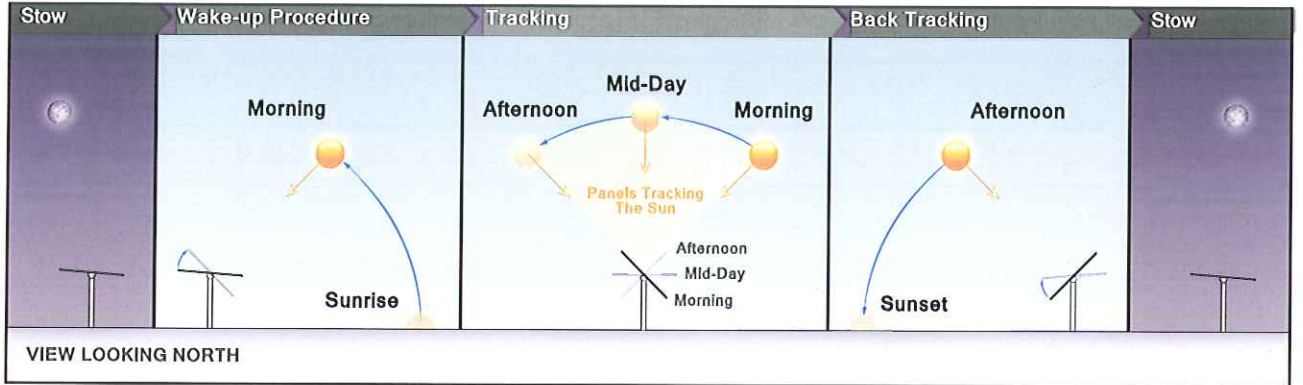 Stow
Wake-up Procedure
Tracking
Back Tracking
Stow
Morning
Sunrise
Mid-Day
Afternoon
Morning
Panels Tracking
The Sun
Afternoon
Mid-Day
Morning
Afternoon
Sunset
VIEW LOOKING NORTH